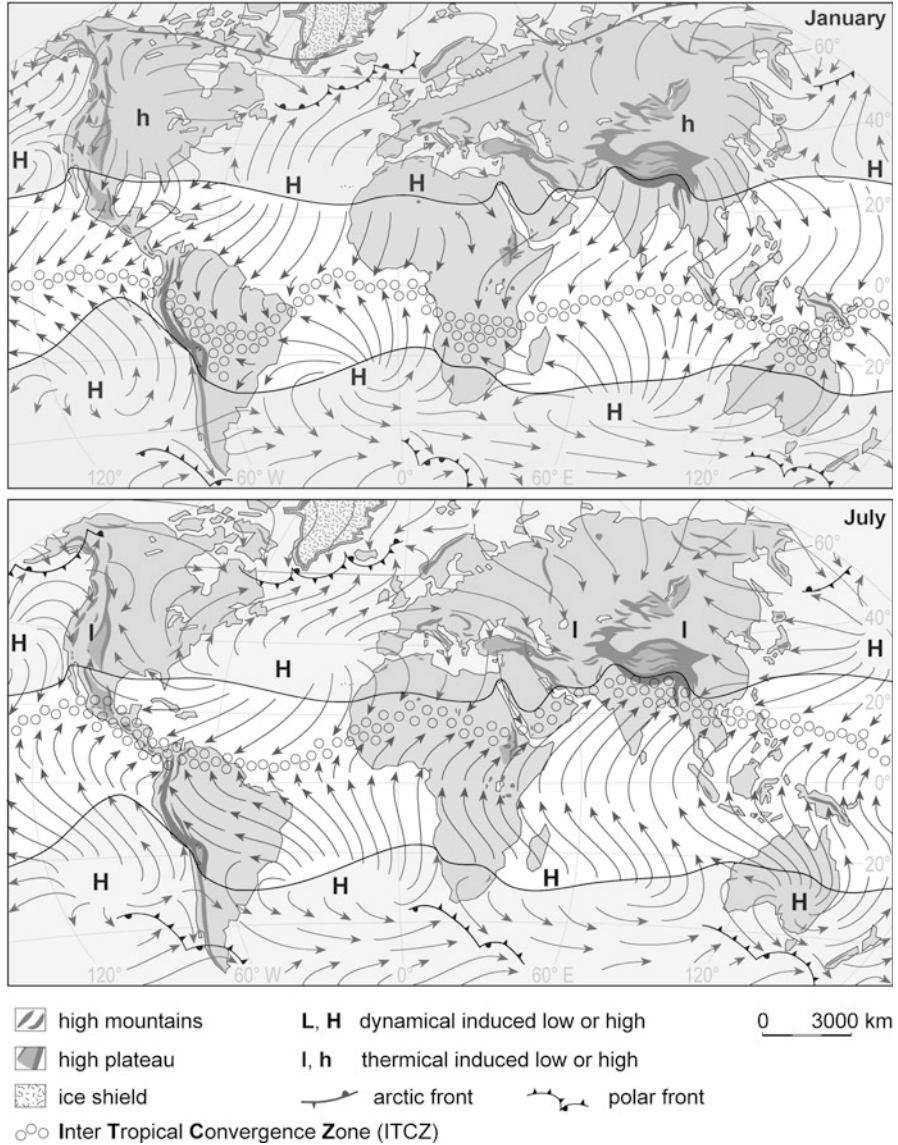 January
60°
h
h
40°
H
H
H
H
20°
0°
H
H
H
20°
120°
60° W
0°
60° E
120°
July
60°
l
l
l
40°
H
H
H
20°
0°
20°
H
H
H
H
120°
60° W
0°
60° E
120°
high mountains
L, H dynamical induced low or high
0 3000 km
high plateau
l, h thermical induced low or high
ice shield
arctic front
polar front
Inter Tropical Convergence Zone (ITCZ)